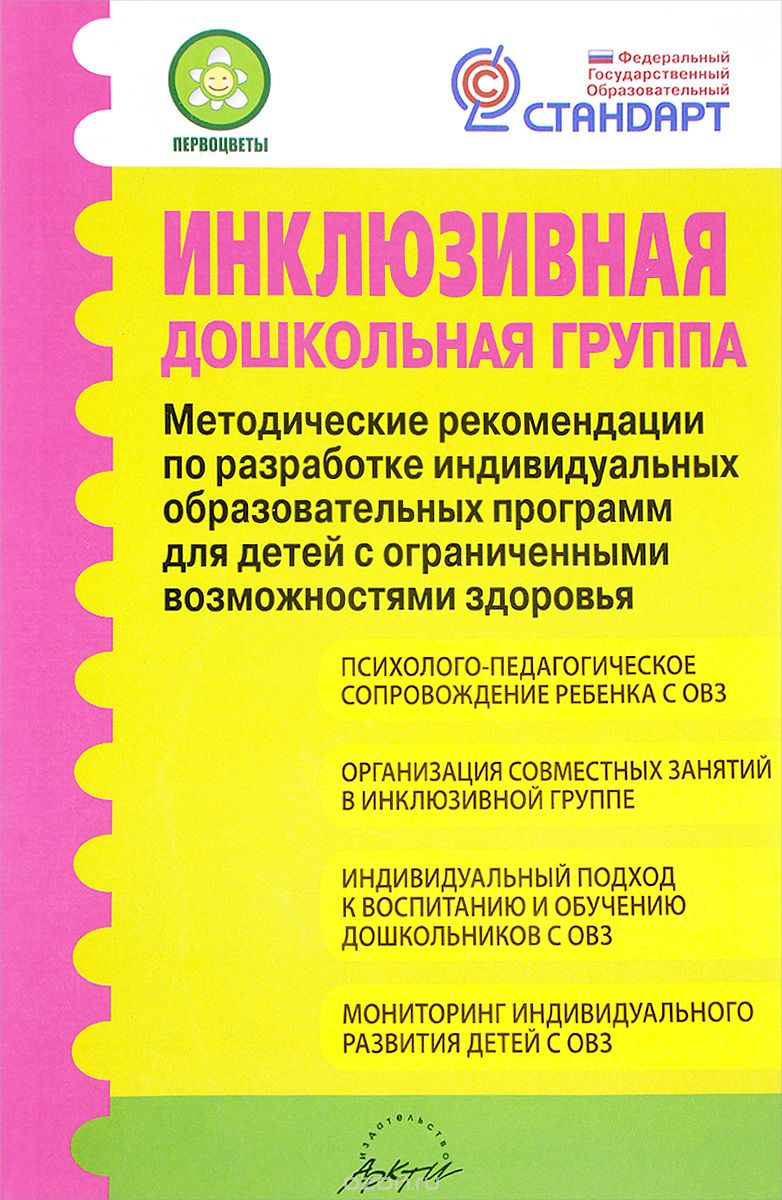 ПЕРВОЦВЕТЫ
Федеральный
Государственный
Образовательный
СТАНДАРТ
ИНКЛЮЗИВНАЯ
ДОШКОЛЬНАЯ ГРУППА
Методические рекомендации
по разработке индивидуальных
образовательных программ
для детей с ограниченными
возможностями здоровья
ПСИХОЛОГО-ПЕДАГОГИЧЕСКОЕ
СОПРОВОЖДЕНИЕ РЕБЕНКА С ОВЗ
ОРГАНИЗАЦИЯ СОВМЕСТНЫХ ЗАНЯТИЙ
В ИНКЛЮЗИВНОЙ ГРУППЕ
ИНДИВИДУАЛЬНЫЙ ПОДХОД
К ВОСПИТАНИЮ И ОБУЧЕНИЮ
ДОШКОЛЬНИКОВ С ОВЗ
МОНИТОРИНГ ИНДИВИДУАЛЬНОГО
РАЗВИТИЯ ДЕТЕЙ С ОВЗ
издательство
АРКТИ
ozon.ru